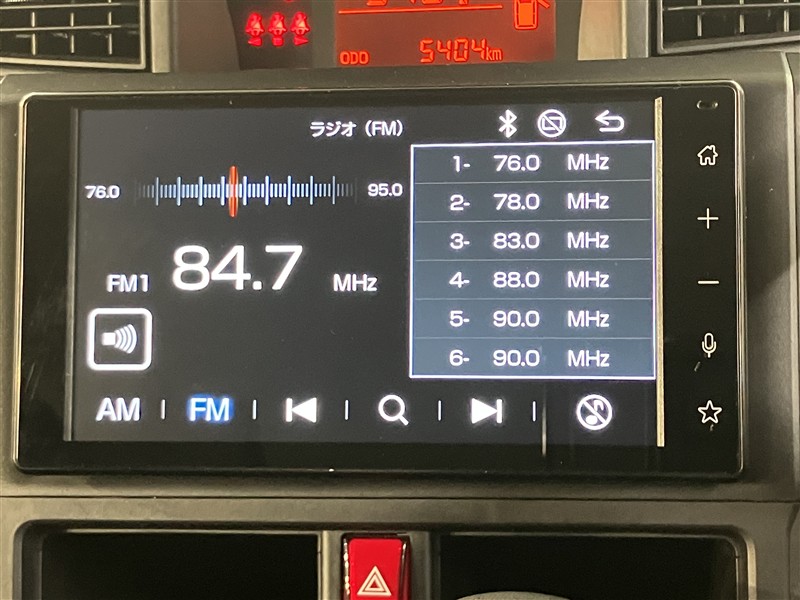 ODO 5404km
ラジオ (FM)
76.0 95.0
FM1 84.7 MHz
1- 76.0 MHz
2- 78.0 MHz
3- 83.0 MHz
4- 88.0 MHz
5- 90.0 MHz
6- 90.0 MHz
AM FM